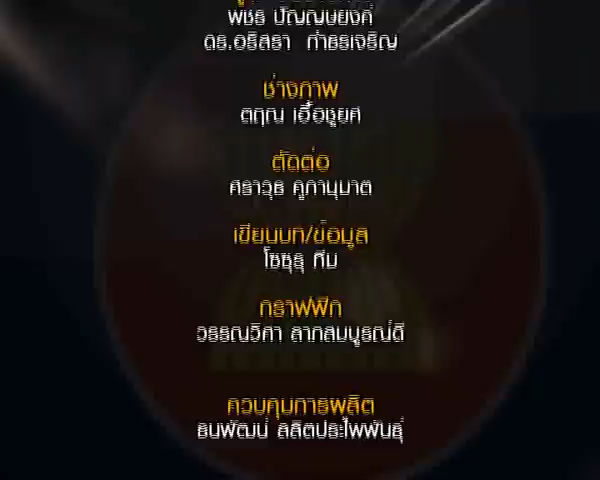 พัชร ปัญญษยงค์
ดร.อธิสรา กำธรเจริญ
ช่างภาพ
ตฤณ เอื้อชูยศ
ตัดต่อ
ศราวุธ คูภานุมาต
เขียนบท/ข้อมูล
โซซุรุ ทีม
กราฟฟิก
วรรณวิศา ลาภสมบูรณ์ดี
ควบคุมการผลิต
ธนพัฒน์ ลลิตประไพพันธุ์